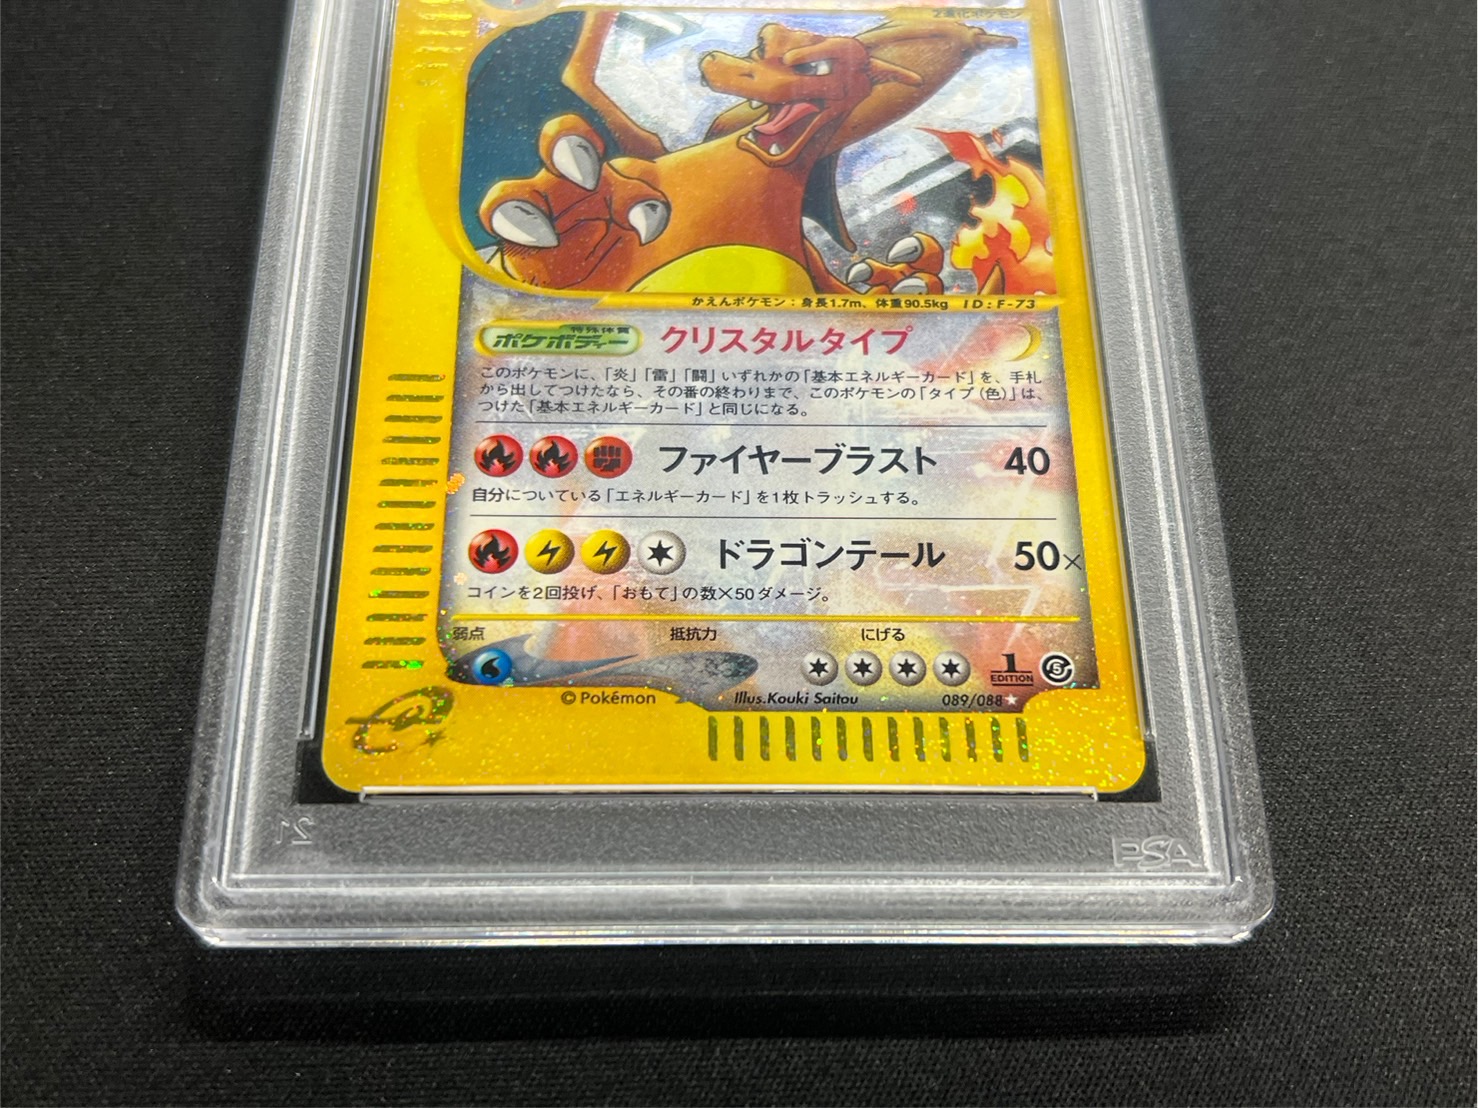 2進化ポケモン
かえんポケモン：身長1.7m、体重90.5kg ID:F-73
特殊体質
ポケボディー クリスタルタイプ
このポケモンに、「炎」「雷」「闘」いずれかの「基本エネルギーカード」を、手札
から出してつけたなら、その番の終わりまで、このポケモンの「タイプ(色)」は、
つけた「基本エネルギーカード」と同じになる。
ファイヤーブラスト 40
自分についている「エネルギーカード」を1枚トラッシュする。
ドラゴンテール 50×
コインを2回投げ、「おもて」の数×50ダメージ。
弱点 抵抗力 にげる
1 EDITION 5
©Pokémon Illus.Kouki Saitou 089/088★
e
21 PSA